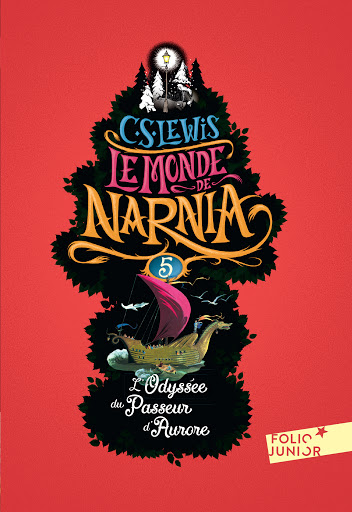 C.S. LEWIS
LE MONDE
DE
NARNIA
5
L'Odyssée
du Passeur
d'Aurore
FOLIO
JUNIOR